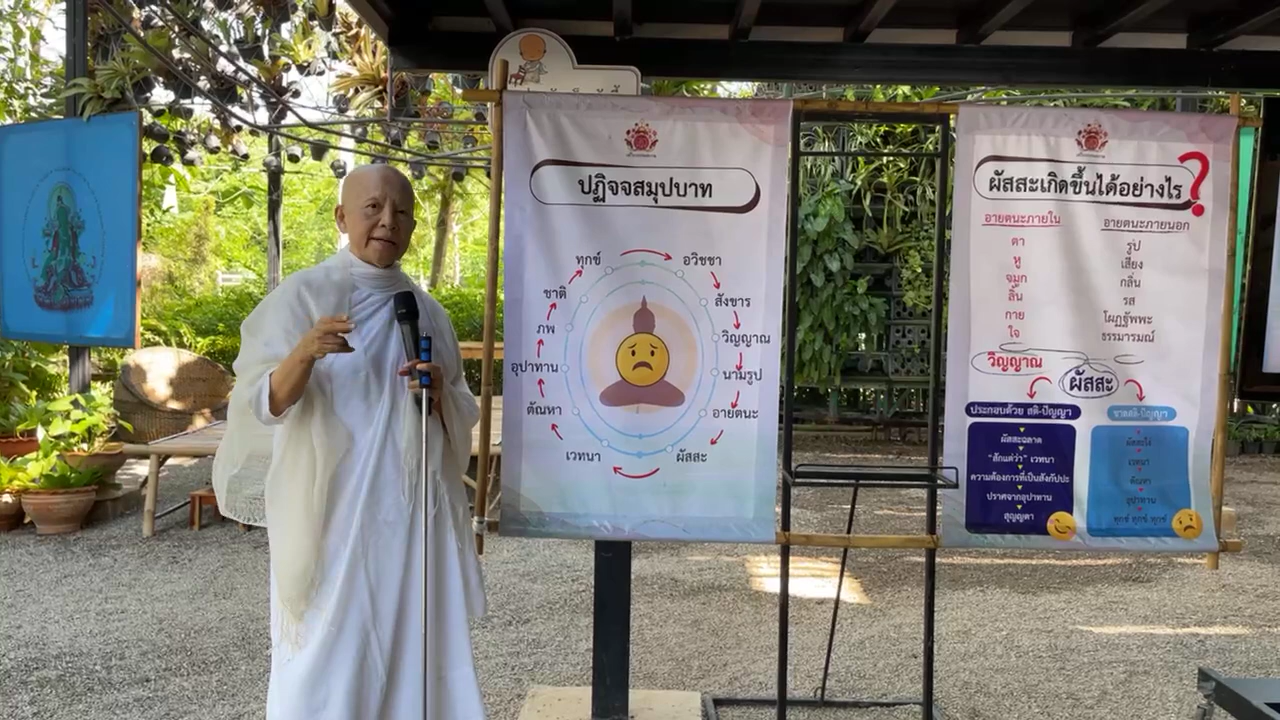 ปฏิจจสมุปบาท
ทุกข์
อวิชชา
ชาติ
สังขาร
ภพ
วิญญาณ
อุปาทาน
นามรูป
ตัณหา
อายตนะ
เวทนา
ผัสสะ
ผัสสะเกิดขึ้นได้อย่างไร?
อายตนะภายใน
อายตนะภายนอก
ตา
รูป
หู
เสียง
จมูก
กลิ่น
ลิ้น
รส
กาย
โผฏฐัพพะ
ใจ
ธรรมารมณ์
วิญญาณ
ผัสสะ
ประกอบด้วย สติ-ปัญญา
ขาดสติ-ปัญญา
ผัสสะฉลาด
ผัสสะโง่
"สักแต่ว่า" เวทนา
เวทนา
ความต้องการที่เป็นสังกัปปะ
ตัณหา
ปราศจากอุปาทาน
อุปาทาน
สุญญตา
ทุกข์ ทุกข์ ทุกข์